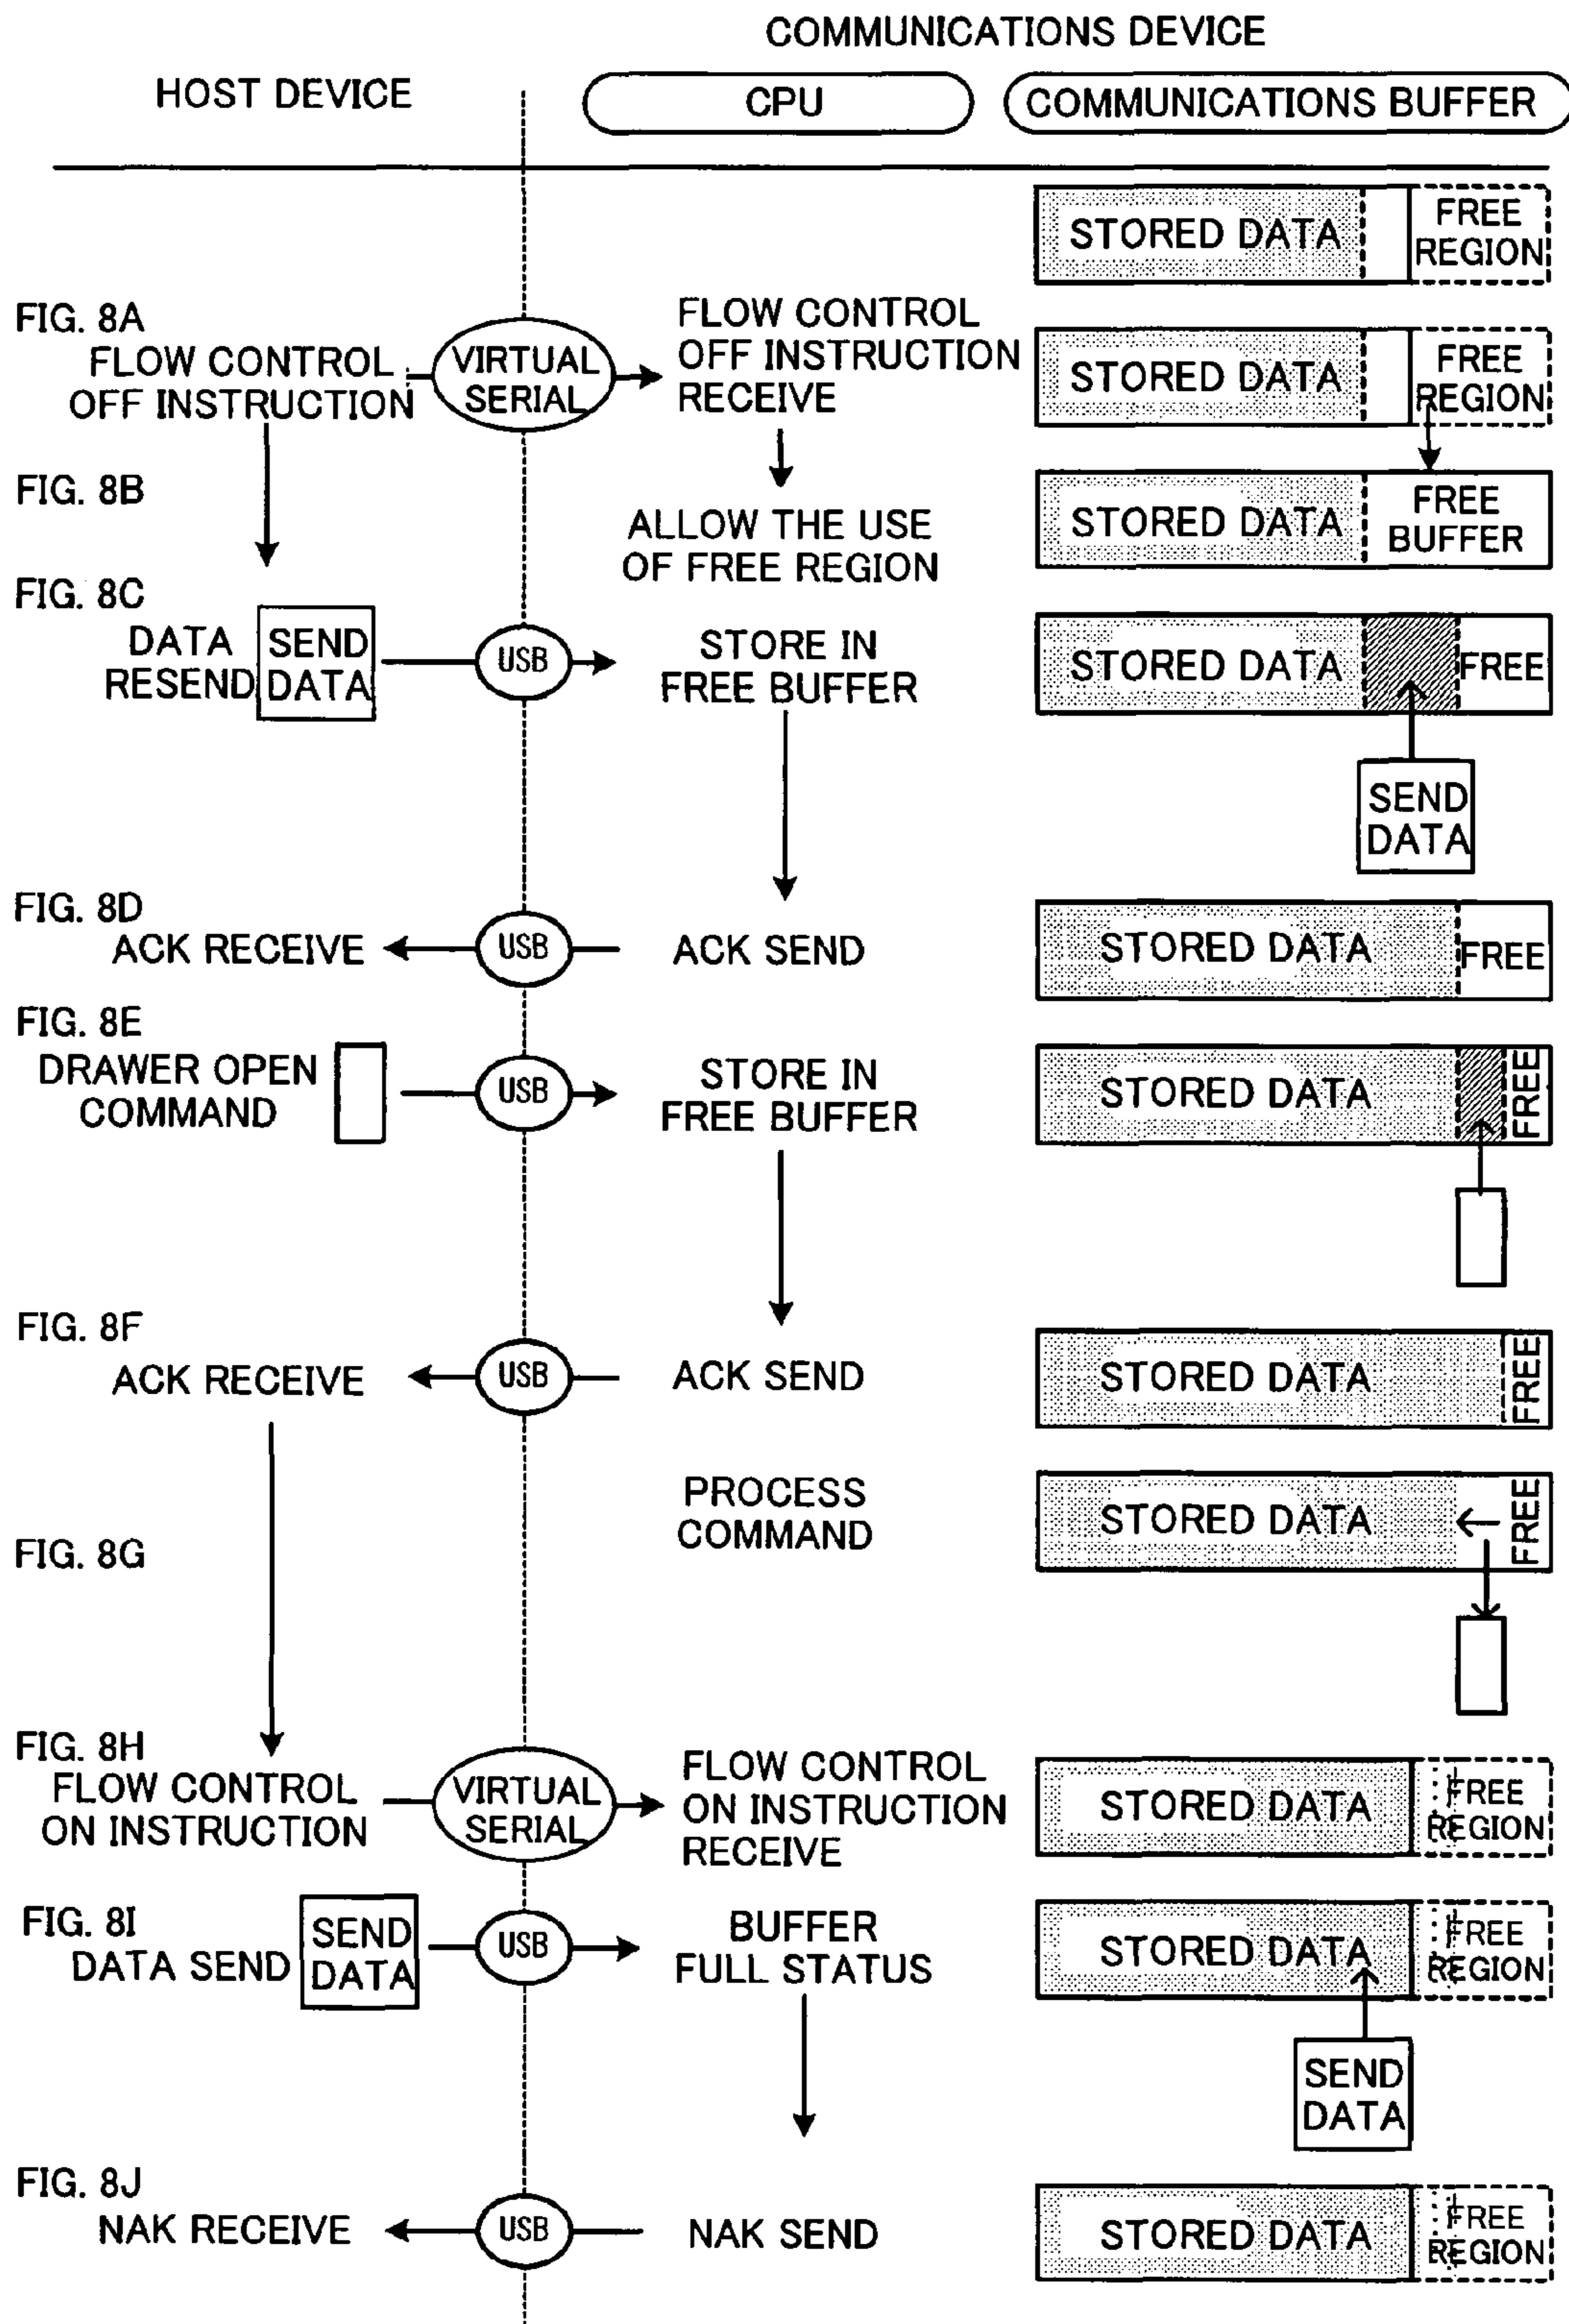 COMMUNICATIONS DEVICE
HOST DEVICE
CPU
COMMUNICATIONS BUFFER
STORED DATA
FREE
REGION
FIG. 8A
FLOW CONTROL
OFF INSTRUCTION
VIRTUAL
SERIAL
FLOW CONTROL
OFF INSTRUCTION
RECEIVE
STORED DATA
FREE
REGION
FIG. 8B
ALLOW THE USE
OF FREE REGION
STORED DATA
FREE
BUFFER
FIG. 8C
DATA
RESEND
SEND
DATA
USB
STORE IN
FREE BUFFER
STORED DATA
FREE
SEND
DATA
FIG. 8D
ACK RECEIVE
USB
ACK SEND
STORED DATA
FREE
FIG. 8E
DRAWER OPEN
COMMAND
USB
STORE IN
FREE BUFFER
STORED DATA
FREE
FIG. 8F
ACK RECEIVE
USB
ACK SEND
STORED DATA
FREE
FIG. 8G
PROCESS
COMMAND
STORED DATA
FREE
FIG. 8H
FLOW CONTROL
ON INSTRUCTION
VIRTUAL
SERIAL
FLOW CONTROL
ON INSTRUCTION
RECEIVE
STORED DATA
FREE
REGION
FIG. 8I
DATA SEND
SEND
DATA
USB
BUFFER
FULL STATUS
STORED DATA
FREE
REGION
SEND
DATA
FIG. 8J
NAK RECEIVE
USB
NAK SEND
STORED DATA
FREE
REGION